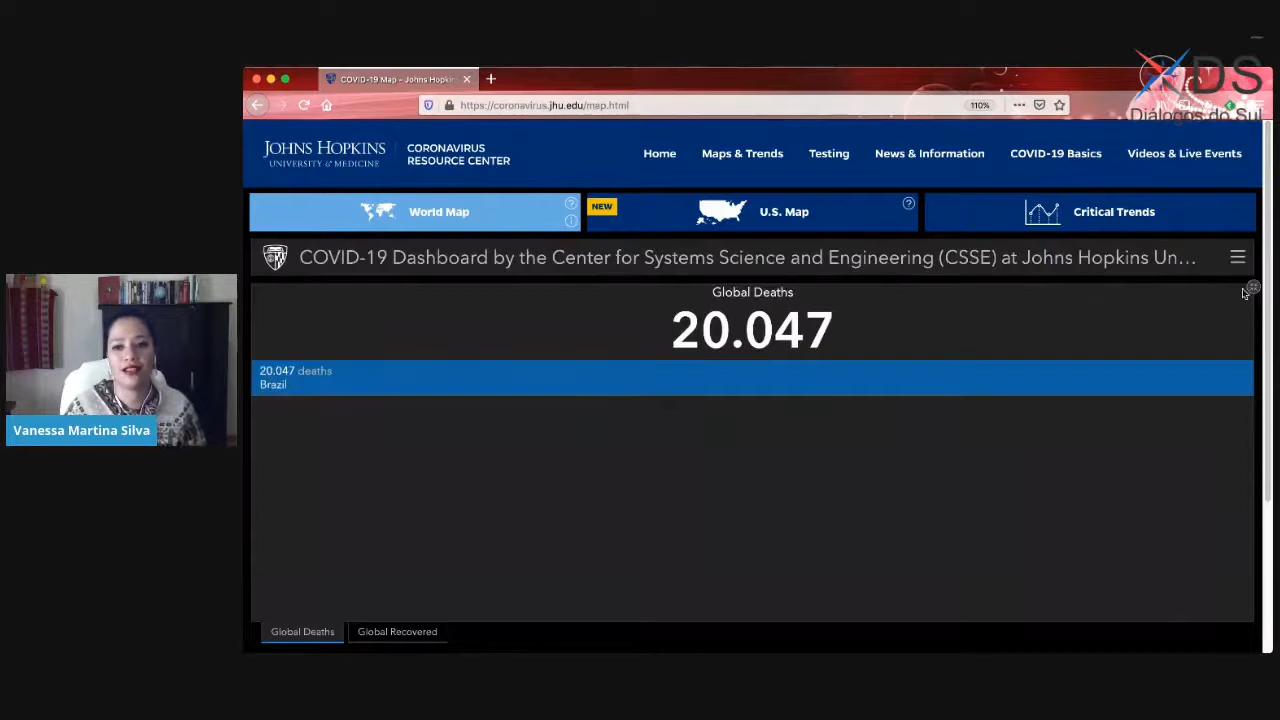 DS
Diálogos do Sul
COVID-19 Map - Johns Hopkin
https://coronavirus.jhu.edu/map.html
110%
JOHNS HOPKINS
UNIVERSITY & MEDICINE
CORONAVIRUS
RESOURCE CENTER
Home
Maps & Trends
Testing
News & Information
COVID-19 Basics
Videos & Live Events
World Map
NEW
U.S. Map
Critical Trends
COVID-19 Dashboard by the Center for Systems Science and Engineering (CSSE) at Johns Hopkins Un...
Global Deaths
20.047
20.047 deaths
Brazil
Vanessa Martina Silva
Global Deaths
Global Recovered